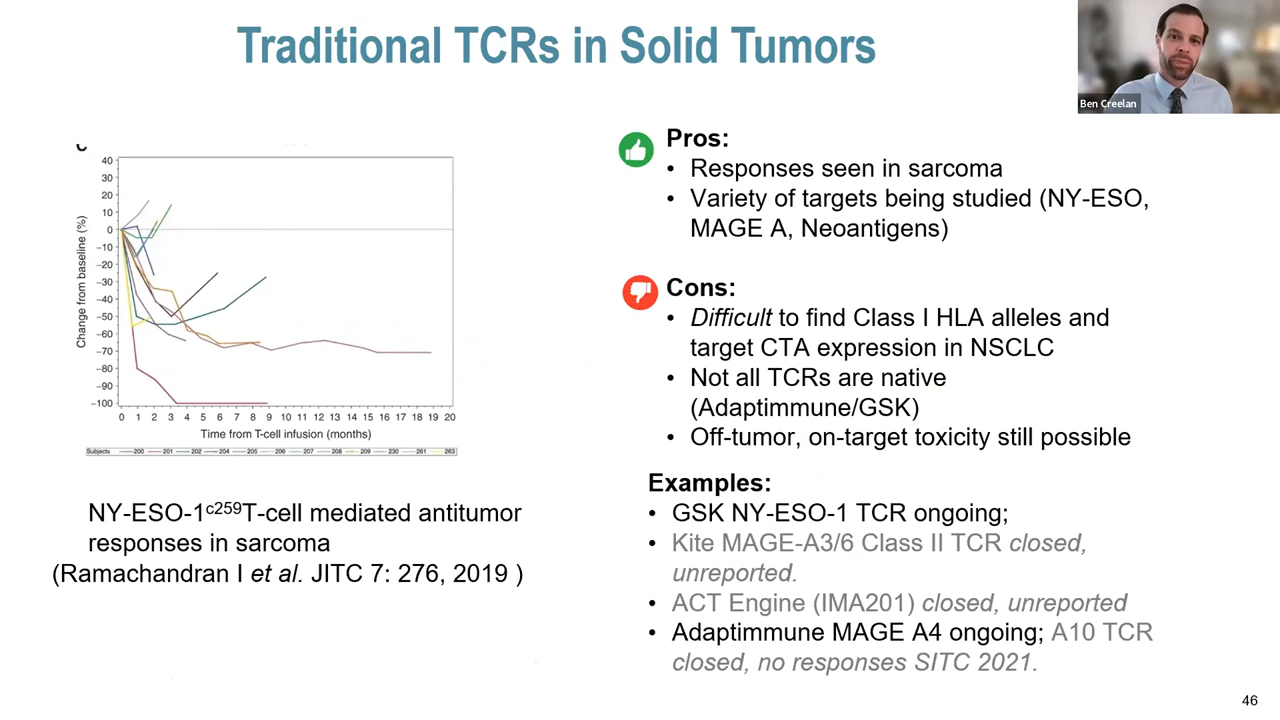 Traditional TCRs in Solid Tumors
Ben Creelan
Pros:
• Responses seen in sarcoma
• Variety of targets being studied (NY-ESO,
MAGE A, Neoantigens)
Cons:
• Difficult to find Class I HLA alleles and
target CTA expression in NSCLC
• Not all TCRs are native
(Adaptimmune/GSK)
• Off-tumor, on-target toxicity still possible
Examples:
• GSK NY-ESO-1 TCR ongoing;
• Kite MAGE-A3/6 Class II TCR closed,
unreported.
• ACT Engine (IMA201) closed, unreported
• Adaptimmune MAGE A4 ongoing; A10 TCR
closed, no responses SITC 2021.
Change from baseline (%)
40
30
20
10
0
−10
−20
−30
−40
−50
−60
−70
−80
−90
−100
0 1 2 3 4 5 6 7 8 9 10 11 12 13 14 15 16 17 18 19 20
Time from T-cell infusion (months)
Subjects 200 201 202 204 205 206 207 208 209 230 261 263
NY-ESO-1c259T-cell mediated antitumor
responses in sarcoma
(Ramachandran I et al. JITC 7: 276, 2019 )
46